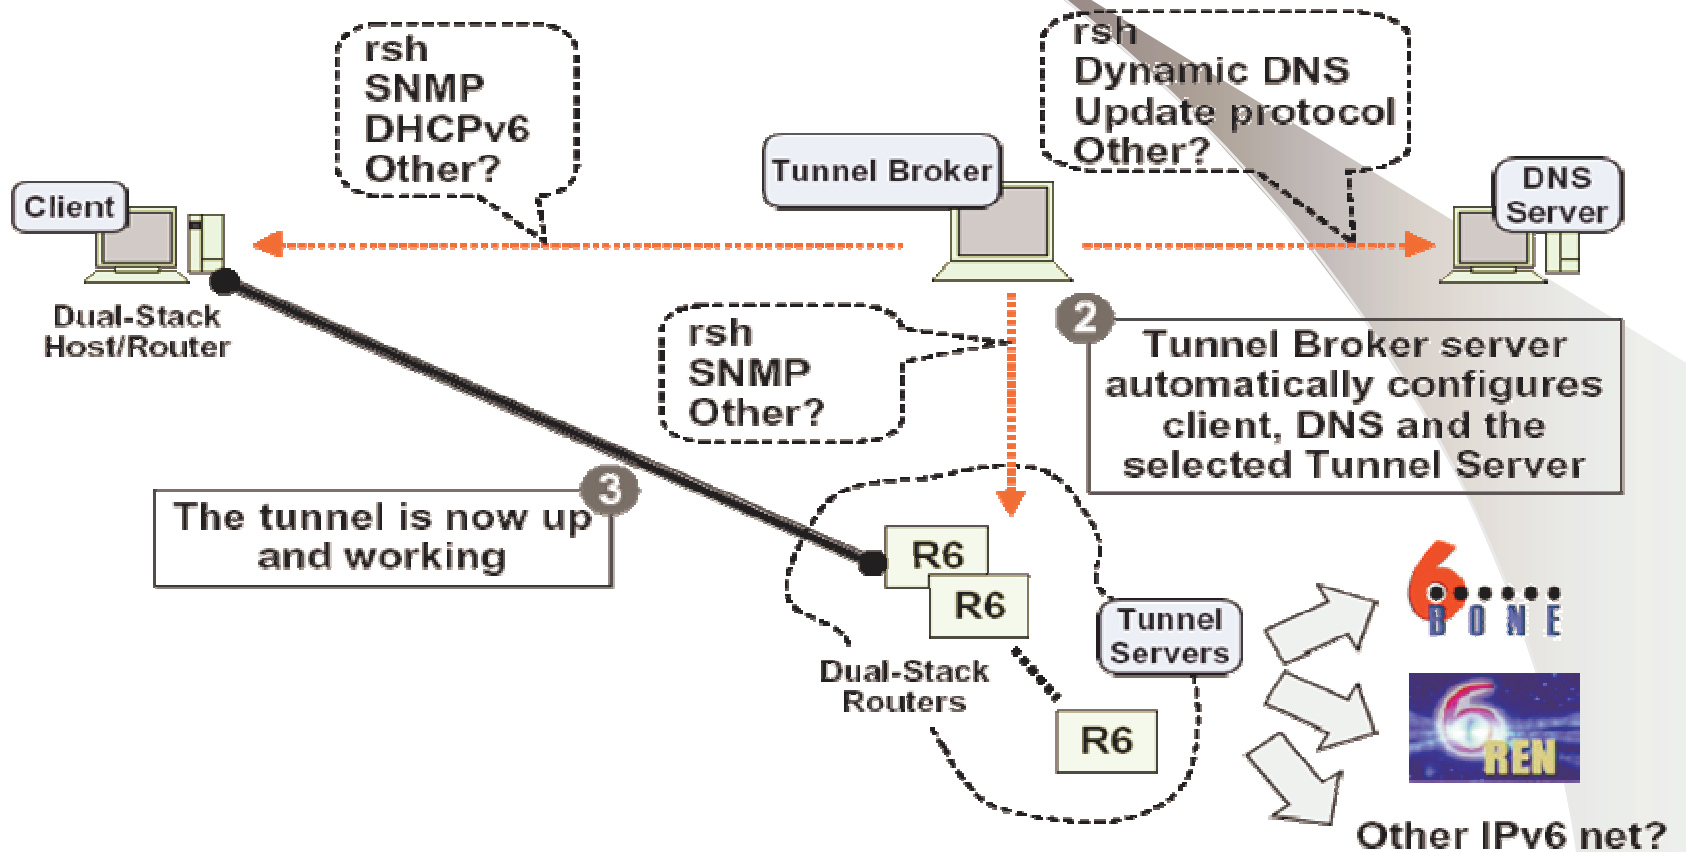 rsh
SNMP
DHCPv6
Other?
rsh
Dynamic DNS
Update protocol
Other?
Client
Tunnel Broker
DNS
Server
Dual-Stack
Host/Router
rsh
SNMP
Other?
2
Tunnel Broker server
automatically configures
client, DNS and the
selected Tunnel Server
3
The tunnel is now up
and working
R6
R6
R6
Dual-Stack
Routers
Tunnel
Servers
6
BONE
6
REN
Other IPv6 net?